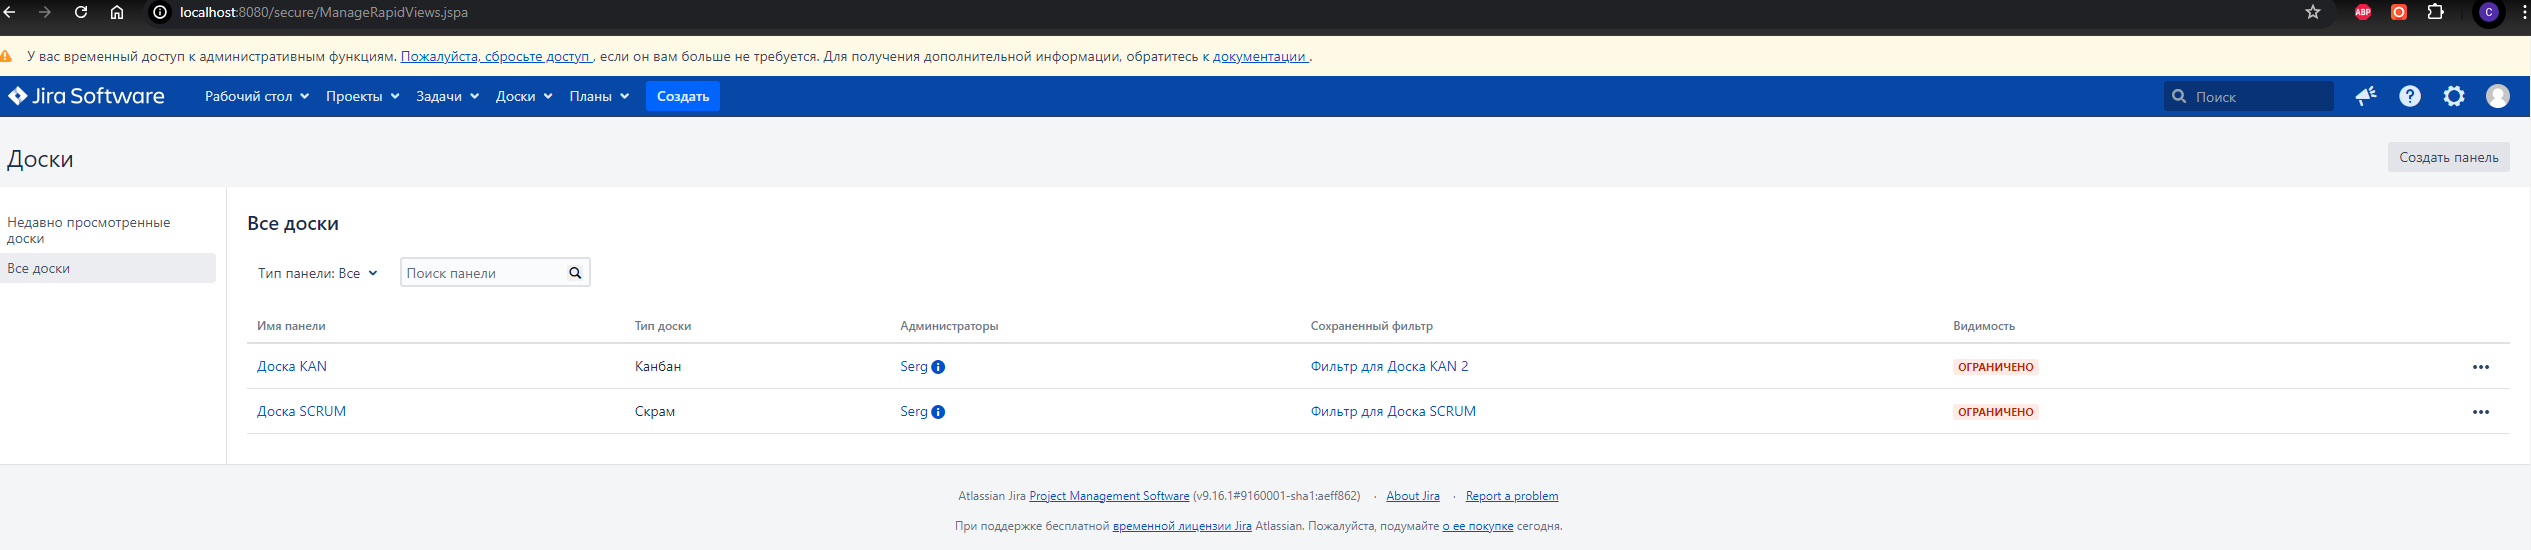 localhost:8080/secure/ManageRapidViews.jspa
ABP
C
У вас временный доступ к административным функциям. Пожалуйста, сбросьте доступ , если он вам больше не требуется. Для получения дополнительной информации, обратитесь к документации .
Jira Software Рабочий стол Проекты Задачи Доски Планы Создать Поиск
Доски
Создать панель
Недавно просмотренные
доски
Все доски
Все доски
Тип панели: Все Поиск панели
Имя панели Тип доски Администраторы Сохраненный фильтр Видимость
Доска KAN Канбан Serg Фильтр для Доска KAN 2 ОГРАНИЧЕНО
Доска SCRUM Скрам Serg Фильтр для Доска SCRUM ОГРАНИЧЕНО
Atlassian Jira Project Management Software (v9.16.1#9160001-sha1:aeff862) · About Jira · Report a problem
При поддержке бесплатной временной лицензии Jira Atlassian. Пожалуйста, подумайте о ее покупке сегодня.